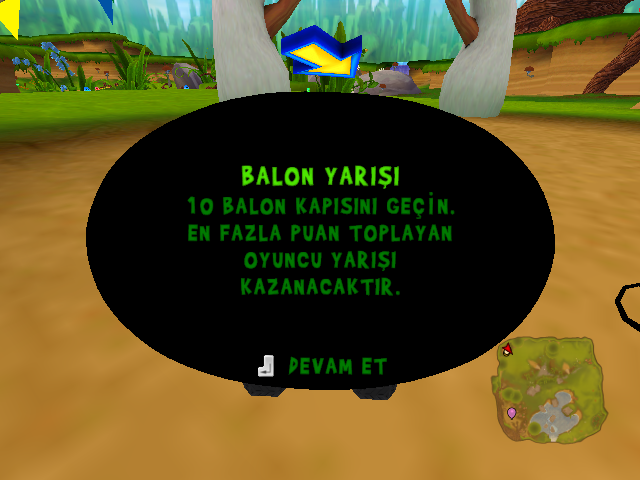 BALON YARIŞI
10 BALON KAPISINI GEÇİN.
EN FAZLA PUAN TOPLAYAN
OYUNCU YARIŞI
KAZANACAKTIR.
DEVAM ET